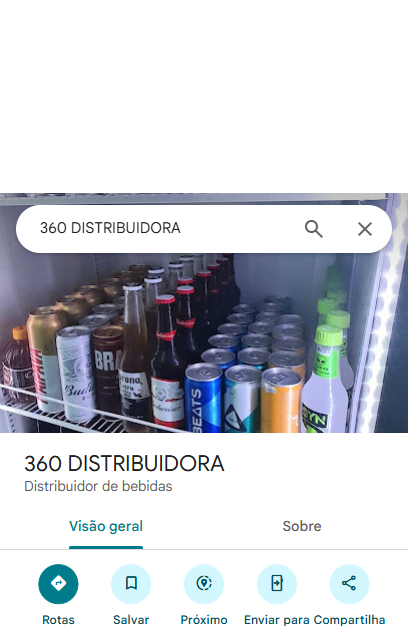 360 DISTRIBUIDORA
BRA
Corona
Budweiser
BEATS
SYN
360 DISTRIBUIDORA
Distribuidor de bebidas
Visão geral
Sobre
Rotas
Salvar
Próximo
Enviar para
Compartilha